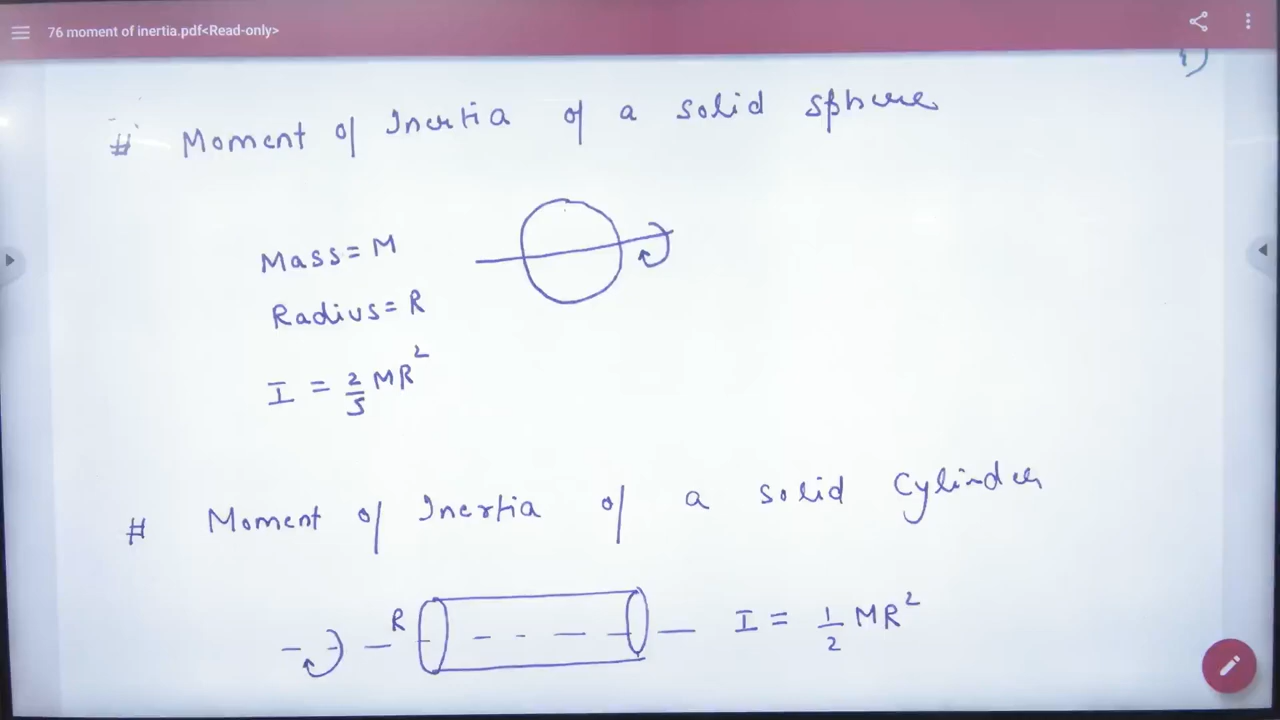 76 moment of inertia.pdf<Read-only>
# Moment of Inertia of a solid sphere
Mass = M
Radius = R
I = 2/5 MR²
# Moment of Inertia of a solid Cylinder
R
I = 1/2 MR²